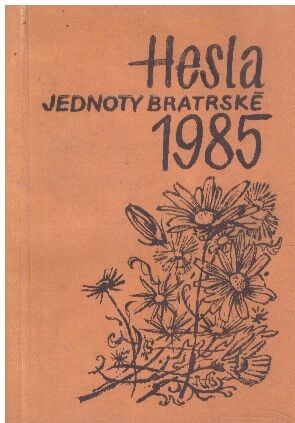 Hesla
JEDNOTY BRATRSKÉ
1985